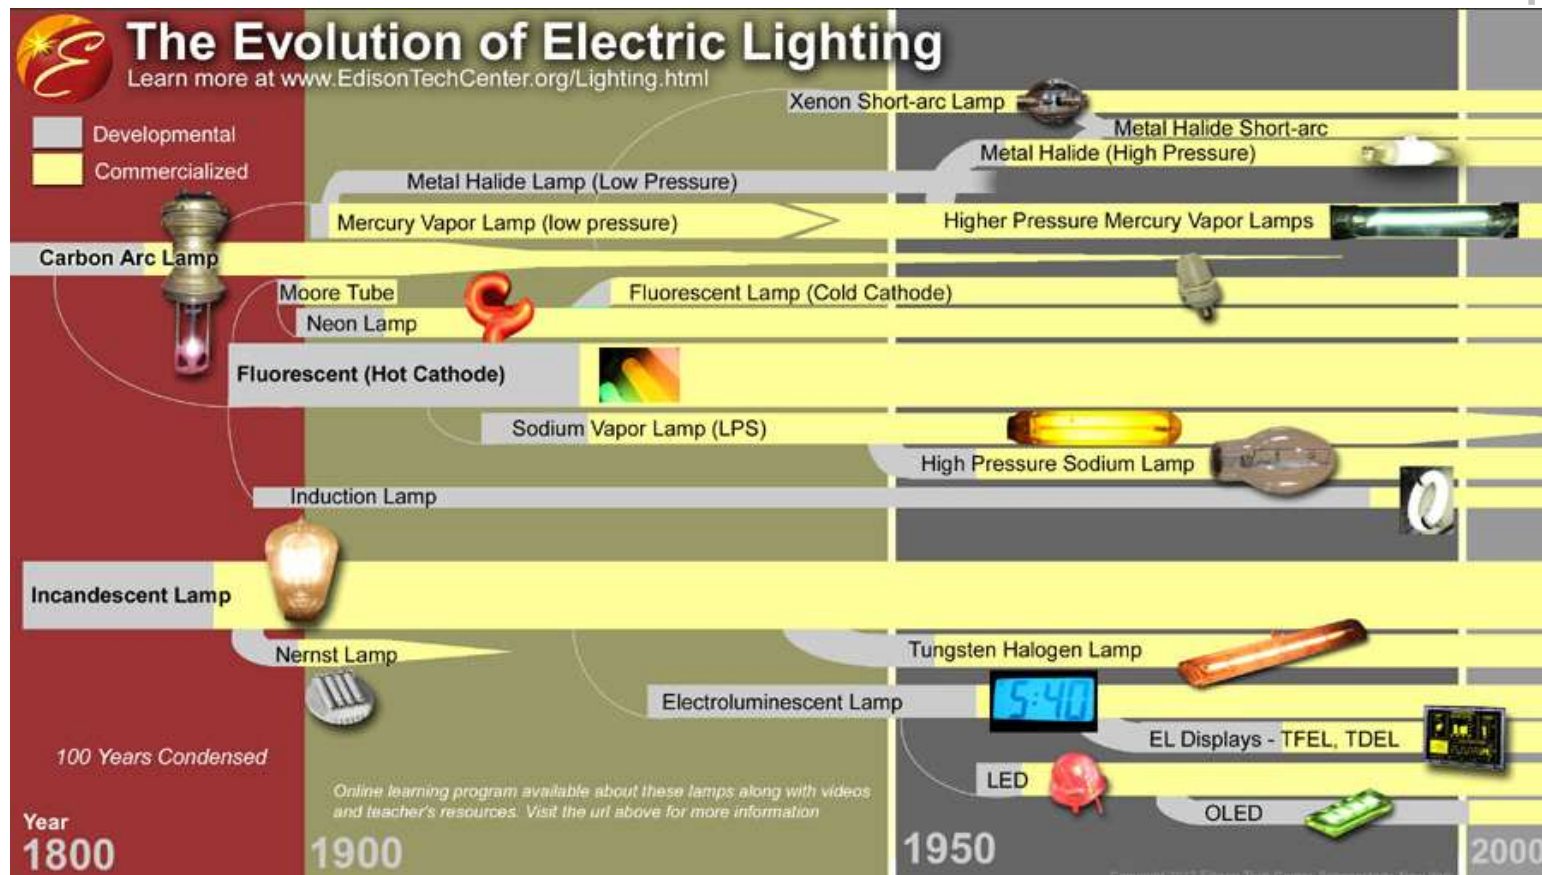 The Evolution of Electric Lighting
Learn more at www.EdisonTechCenter.org/Lighting.html
Developmental
Commercialized
Xenon Short-arc Lamp
Metal Halide Short-arc
Metal Halide (High Pressure)
Metal Halide Lamp (Low Pressure)
Mercury Vapor Lamp (low pressure)
Higher Pressure Mercury Vapor Lamps
Carbon Arc Lamp
Moore Tube
Fluorescent Lamp (Cold Cathode)
Neon Lamp
Fluorescent (Hot Cathode)
Sodium Vapor Lamp (LPS)
High Pressure Sodium Lamp
Induction Lamp
Incandescent Lamp
Nernst Lamp
Tungsten Halogen Lamp
Electroluminescent Lamp
5:40
EL Displays - TFEL, TDEL
LED
OLED
100 Years Condensed
Online learning program available about these lamps along with videos
and teacher's resources. Visit the url above for more information
Year
1800
1900
1950
2000